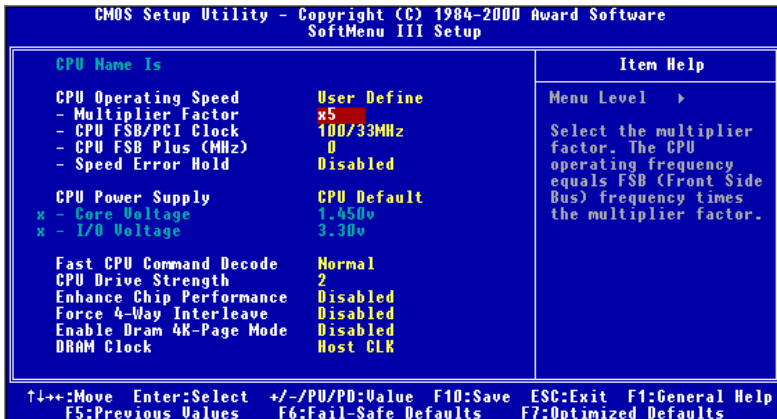 CMOS Setup Utility - Copyright (C) 1984-2000 Award Software
SoftMenu III Setup
CPU Name Is
CPU Operating Speed User Define
- Multiplier Factor x5
- CPU FSB/PCI Clock 100/33MHz
- CPU FSB Plus (MHz) 0
- Speed Error Hold Disabled
CPU Power Supply CPU Default
x - Core Voltage 1.450v
x - I/O Voltage 3.30v
Fast CPU Command Decode Normal
CPU Drive Strength 2
Enhance Chip Performance Disabled
Force 4-Way Interleave Disabled
Enable Dram 4K-Page Mode Disabled
DRAM Clock Host CLK
Item Help
Menu Level ▸
Select the multiplier
factor. The CPU
operating frequency
equals FSB (Front Side
Bus) frequency times
the multiplier factor.
↑↓→←:Move Enter:Select +/-/PU/PD:Value F10:Save ESC:Exit F1:General Help
F5:Previous Values F6:Fail-Safe Defaults F7:Optimized Defaults